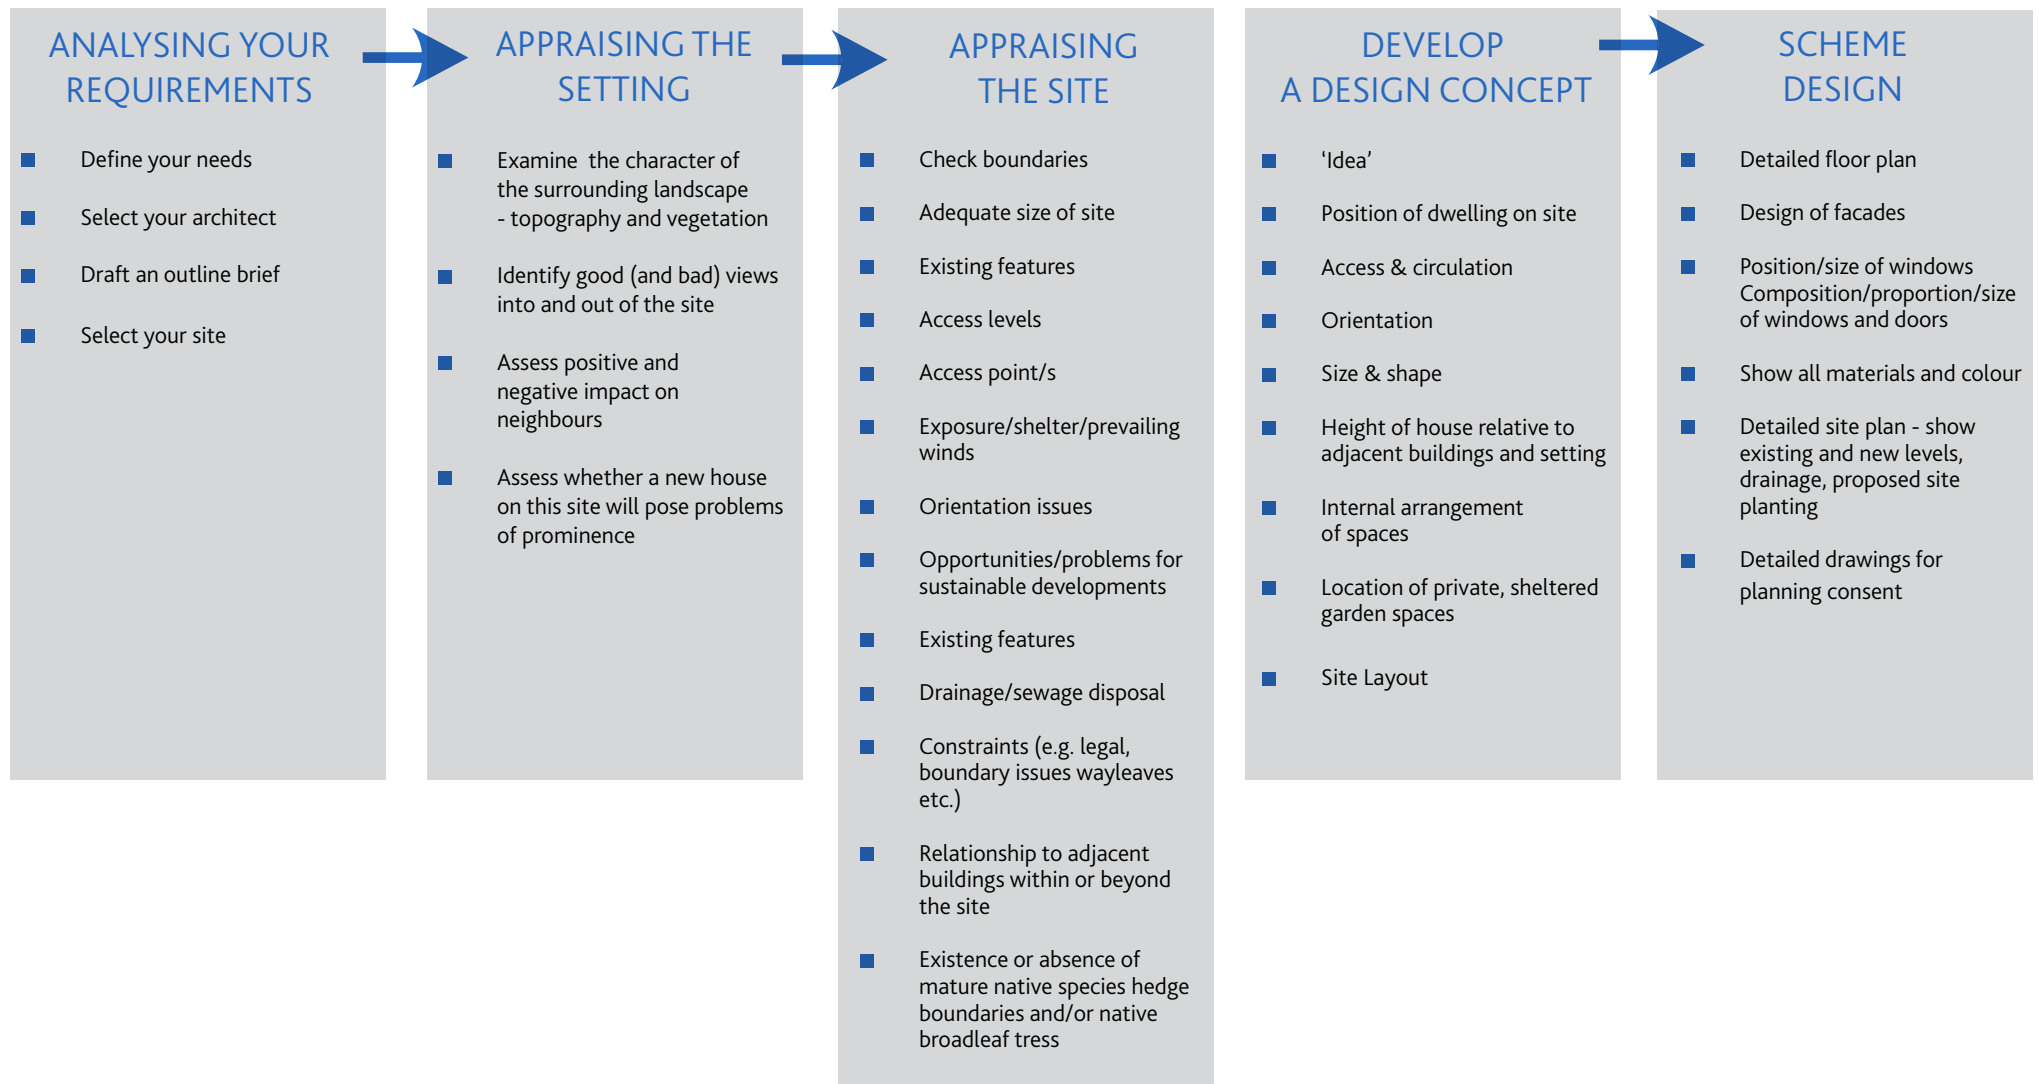 ANALYSING YOUR
REQUIREMENTS
Define your needs
Select your architect
Draft an outline brief
Select your site
APPRAISING THE
SETTING
Examine the character of
the surrounding landscape
- topography and vegetation
Identify good (and bad) views
into and out of the site
Assess positive and
negative impact on
neighbours
Assess whether a new house
on this site will pose problems
of prominence
APPRAISING
THE SITE
Check boundaries
Adequate size of site
Existing features
Access levels
Access point/s
Exposure/shelter/prevailing
winds
Orientation issues
Opportunities/problems for
sustainable developments
Existing features
Drainage/sewage disposal
Constraints (e.g. legal,
boundary issues wayleaves
etc.)
Relationship to adjacent
buildings within or beyond
the site
Existence or absence of
mature native species hedge
boundaries and/or native
broadleaf tress
DEVELOP
A DESIGN CONCEPT
‘Idea’
Position of dwelling on site
Access & circulation
Orientation
Size & shape
Height of house relative to
adjacent buildings and setting
Internal arrangement
of spaces
Location of private, sheltered
garden spaces
Site Layout
SCHEME
DESIGN
Detailed floor plan
Design of facades
Position/size of windows
Composition/proportion/size
of windows and doors
Show all materials and colour
Detailed site plan - show
existing and new levels,
drainage, proposed site
planting
Detailed drawings for
planning consent